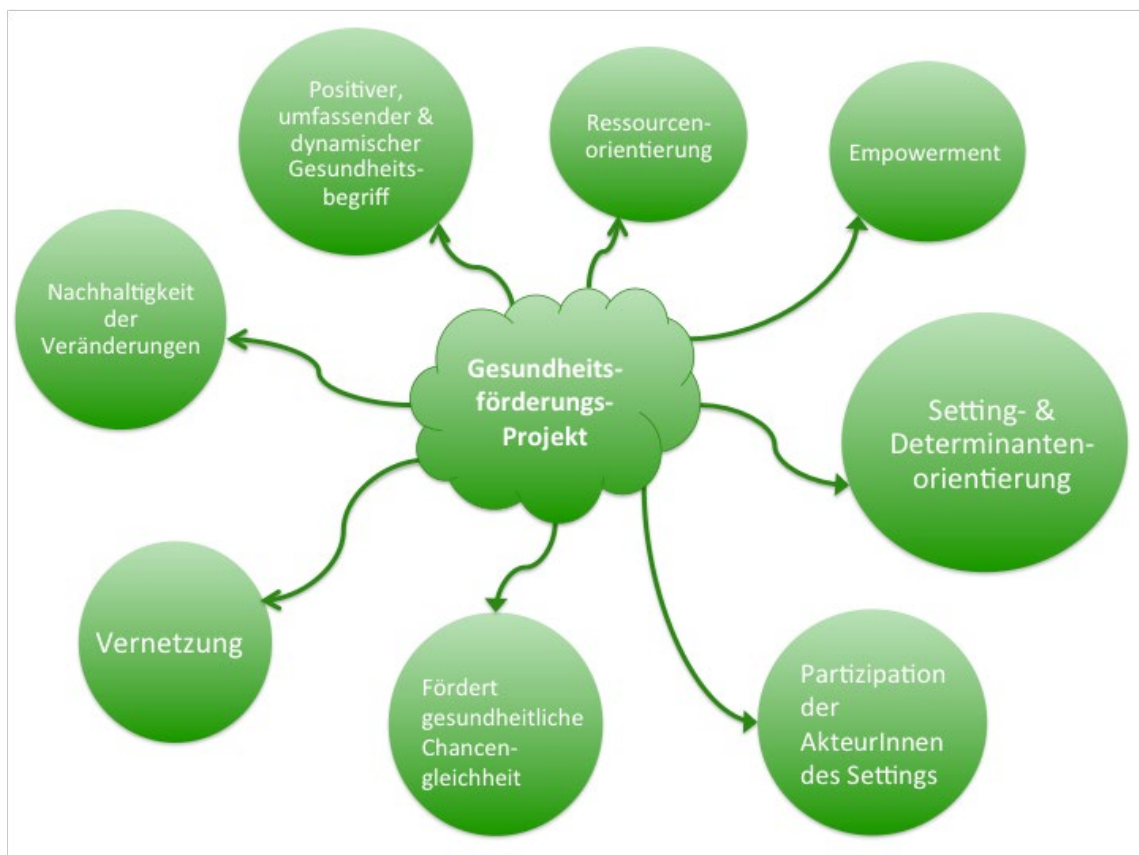 Positiver,
umfassender &
dynamischer
Gesundheits-
begriff
Ressourcen-
orientierung
Empowerment
Nachhaltigkeit
der
Veränderungen
Gesundheits-
förderungs-
Projekt
Setting- &
Determinanten-
orientierung
Vernetzung
Fördert
gesundheitliche
Chancen-
gleichheit
Partizipation
der
AkteurInnen
des Settings